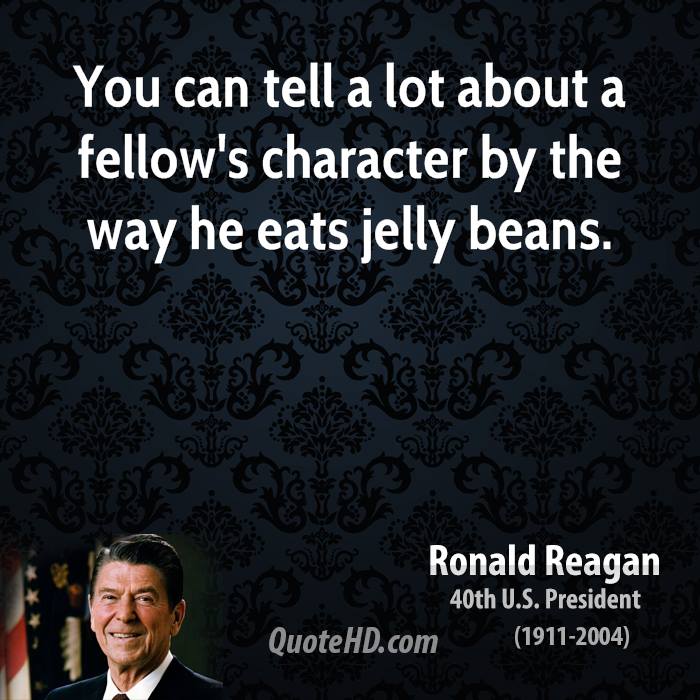 You can tell a lot about a
fellow's character by the
way he eats jelly beans.
Ronald Reagan
40th U.S. President
QuoteHD.com
(1911-2004)